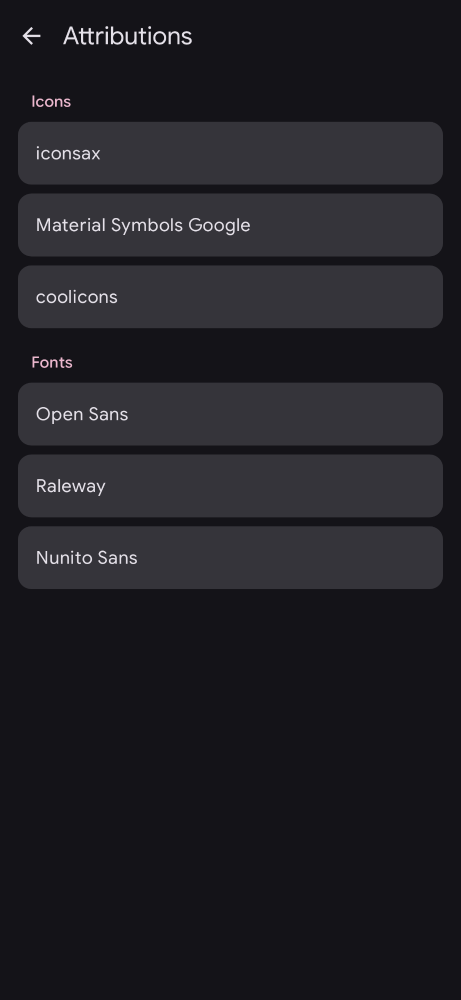 Attributions
Icons
iconsax
Material Symbols Google
coolicons
Fonts
Open Sans
Raleway
Nunito Sans